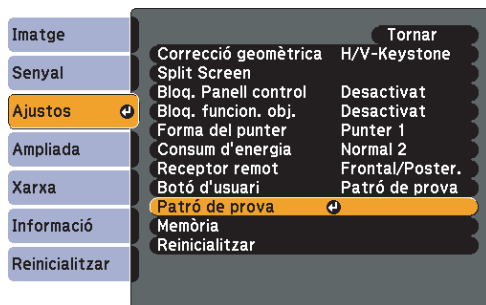 Imatge
Senyal
Ajustos
Ampliada
Xarxa
Informació
Reinicialitzar
Tornar
Correcció geomètrica H/V-Keystone
Split Screen
Bloq. Panell control Desactivat
Bloq. funcion. obj. Desactivat
Forma del punter Punter 1
Consum d'energia Normal 2
Receptor remot Frontal/Poster.
Botó d'usuari Patró de prova
Patró de prova
Memòria
Reinicialitzar